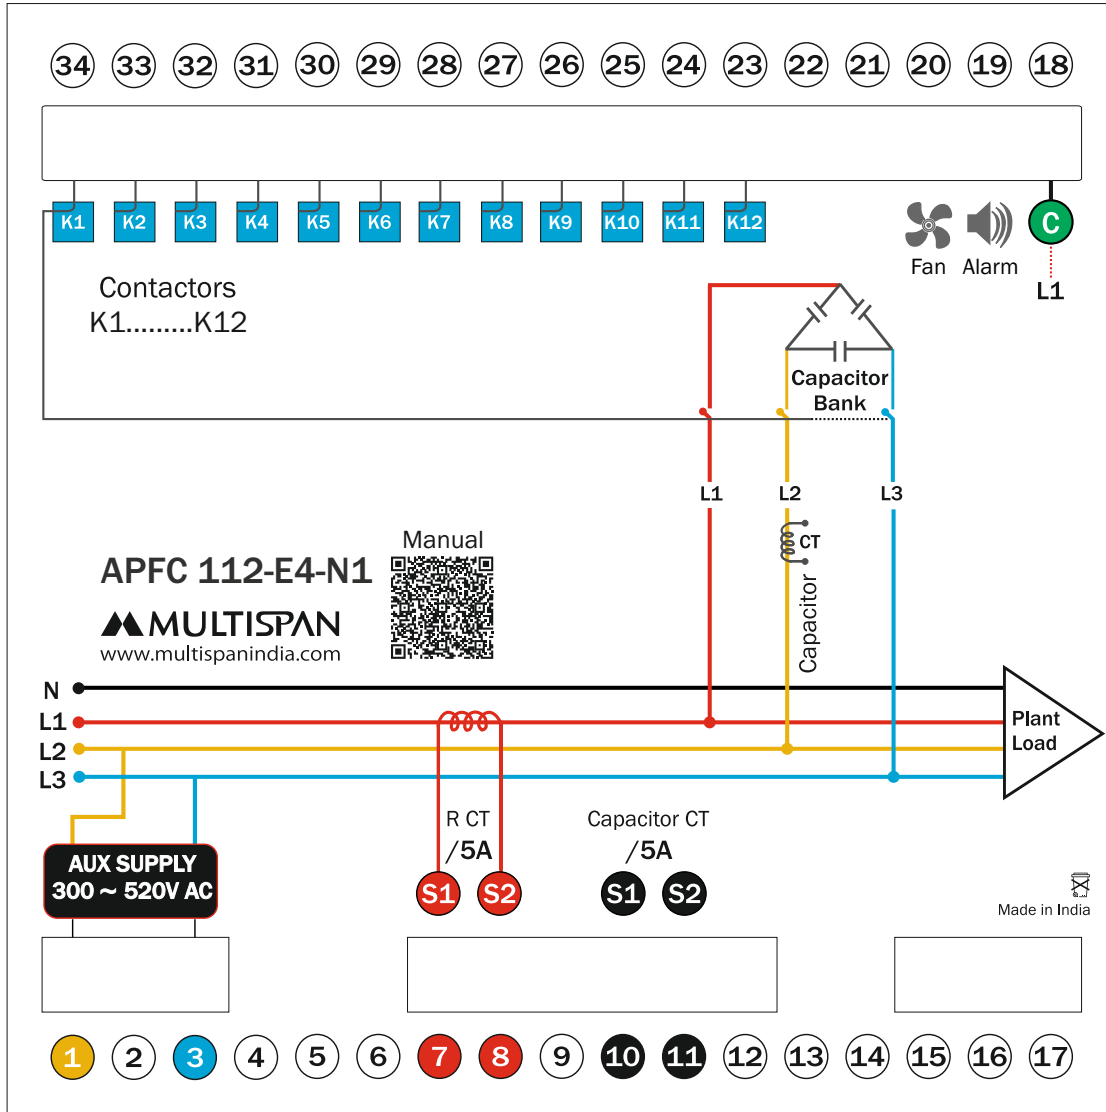 34 33 32 31 30 29 28 27 26 25 24 23 22 21 20 19 18
K1 K2 K3 K4 K5 K6 K7 K8 K9 K10 K11 K12
C
Fan Alarm
L1
Contactors
K1.........K12
Capacitor
Bank
L1 L2 L3
CT
Capacitor
Manual
APFC 112-E4-N1
MULTISPAN
www.multispanindia.com
N
L1
L2
L3
Plant
Load
R CT
/5A
Capacitor CT
/5A
AUX SUPPLY
300 ~ 520V AC
S1 S2 S1 S2
Made in India
1 2 3 4 5 6 7 8 9 10 11 12 13 14 15 16 17